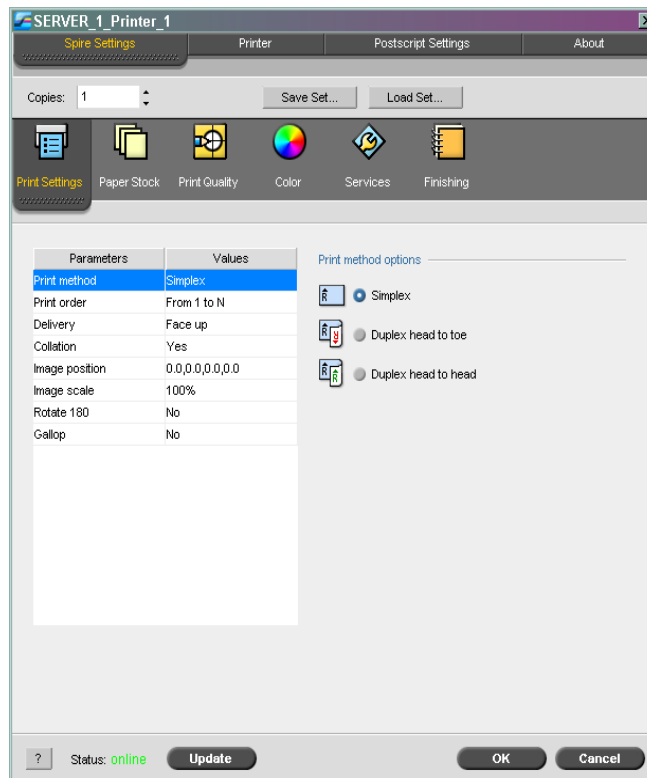 SERVER_1_Printer_1
Spire Settings Printer Postscript Settings About
Copies: 1 Save Set... Load Set...
Print Settings Paper Stock Print Quality Color Services Finishing
Parameters Values
Print method Simplex
Print order From 1 to N
Delivery Face up
Collation Yes
Image position 0.0,0.0,0.0,0.0
Image scale 100%
Rotate 180 No
Gallop No
Print method options
R Simplex
R R Duplex head to toe
R R Duplex head to head
? Status: online Update OK Cancel